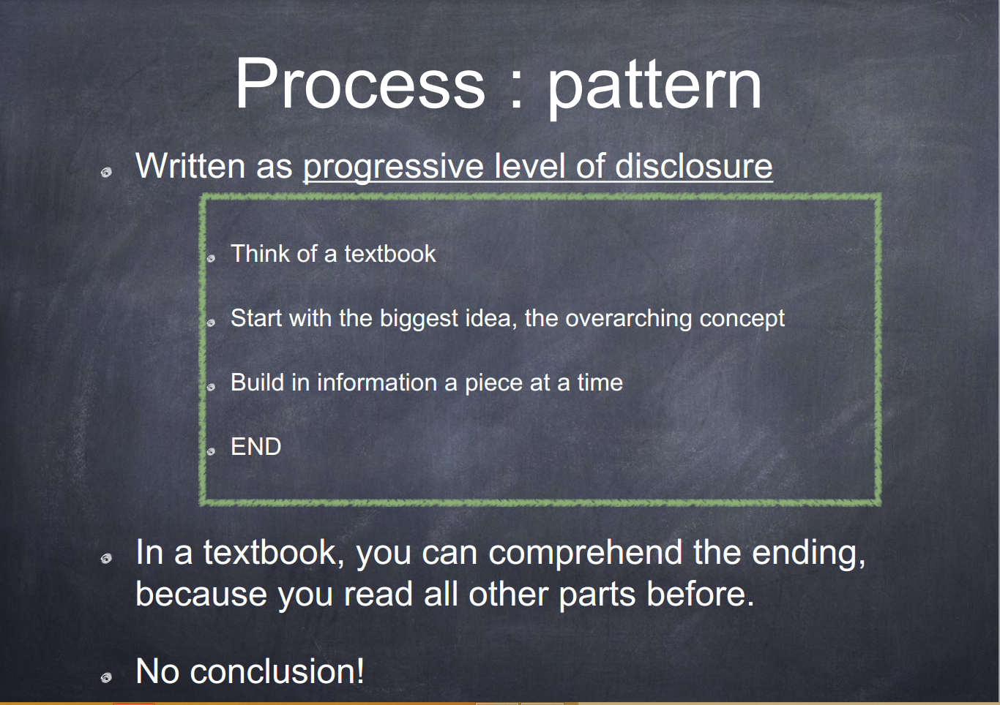 Process : pattern
Written as progressive level of disclosure
Think of a textbook
Start with the biggest idea, the overarching concept
Build in information a piece at a time
END
In a textbook, you can comprehend the ending,
because you read all other parts before.
No conclusion!